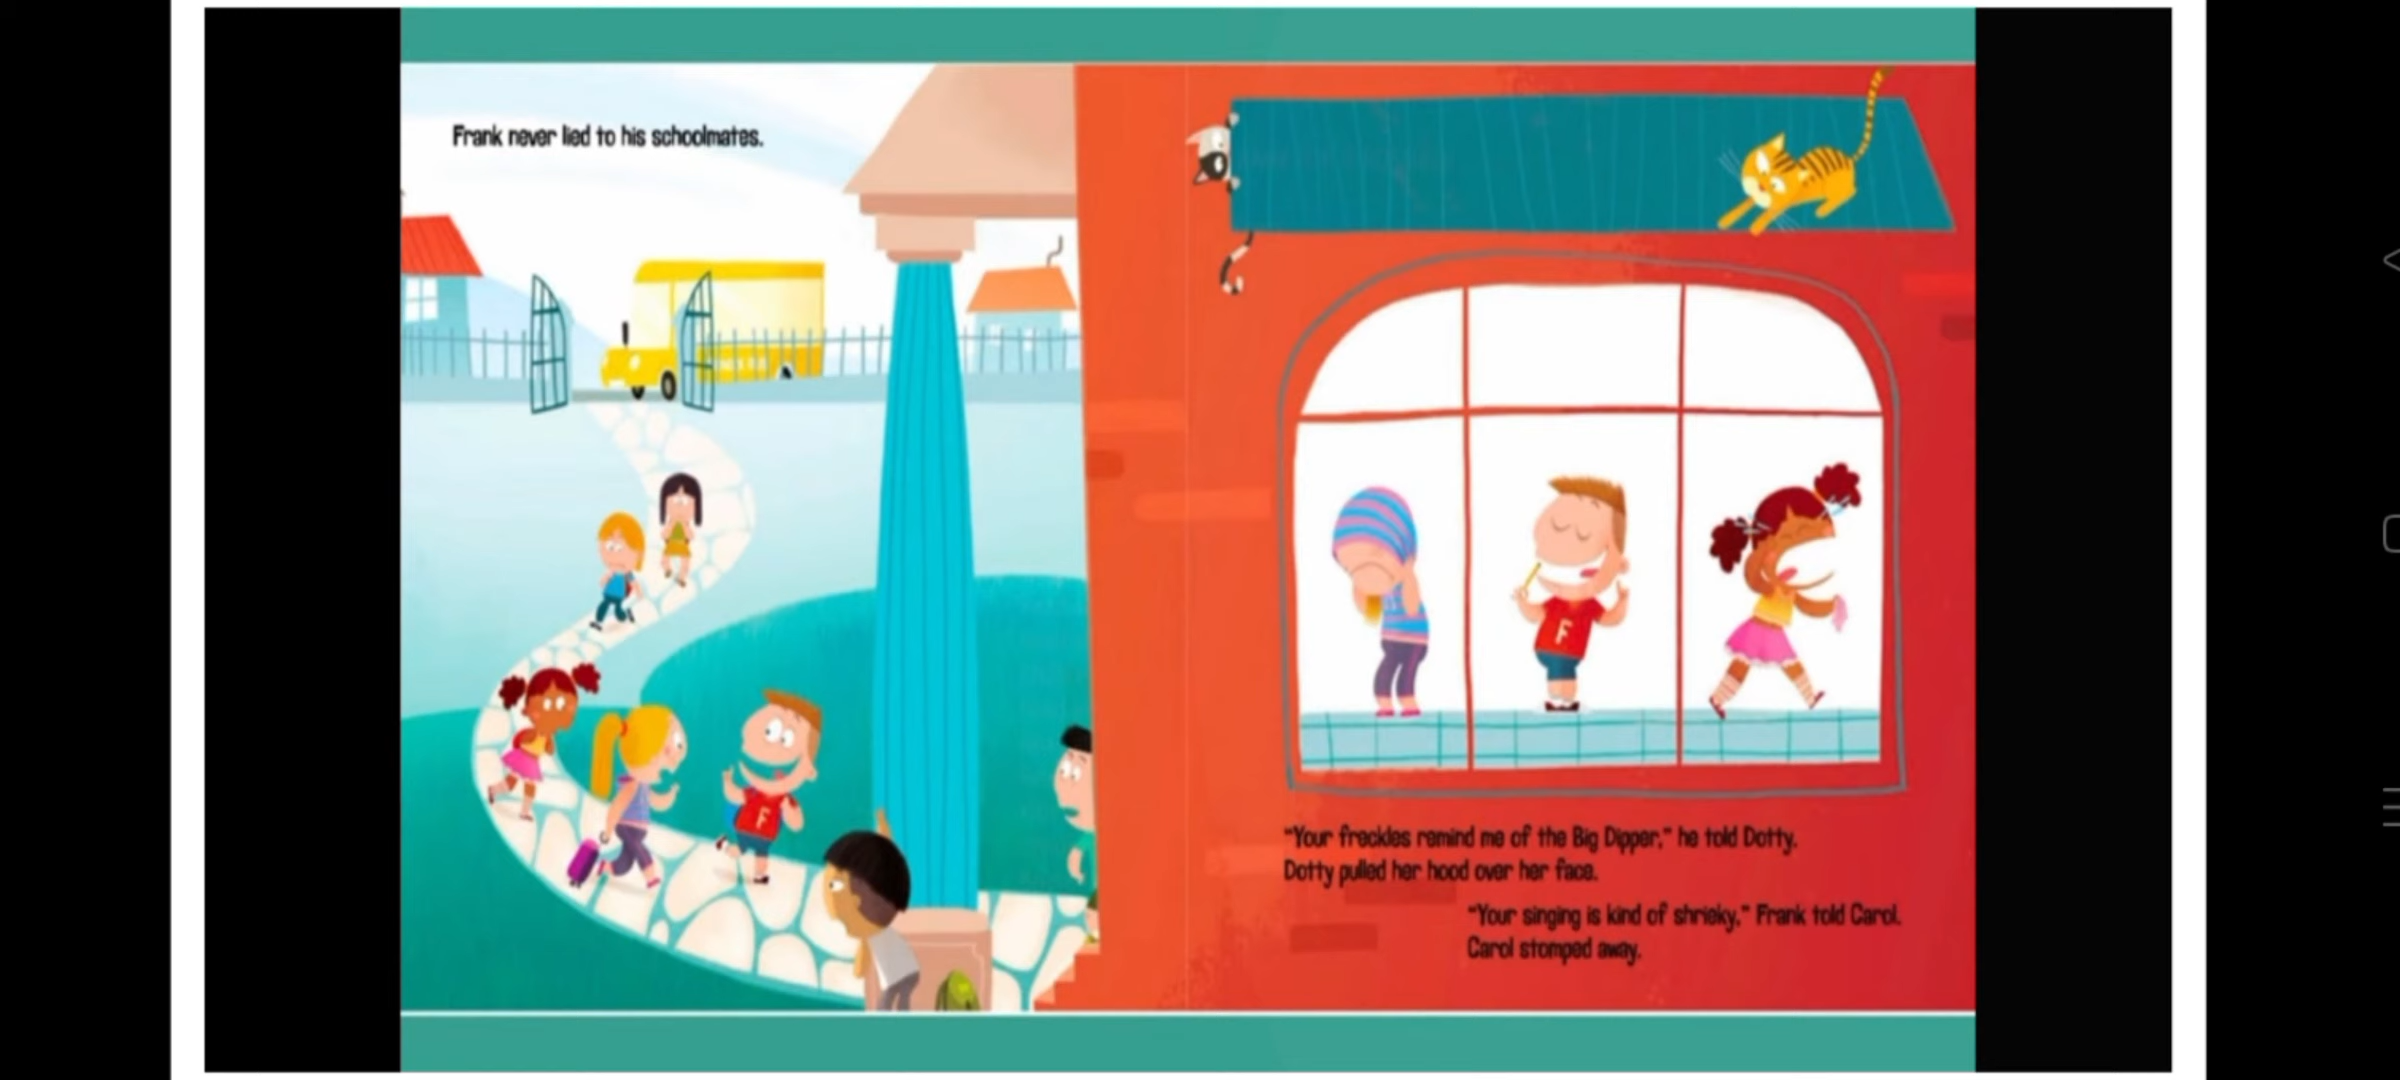 Frank never lied to his schoolmates.
F
F
"Your freckles remind me of the Big Dipper," he told Dotty.
Dotty pulled her hood over her face.
"Your singing is kind of shrieky," Frank told Carol.
Carol stomped away.